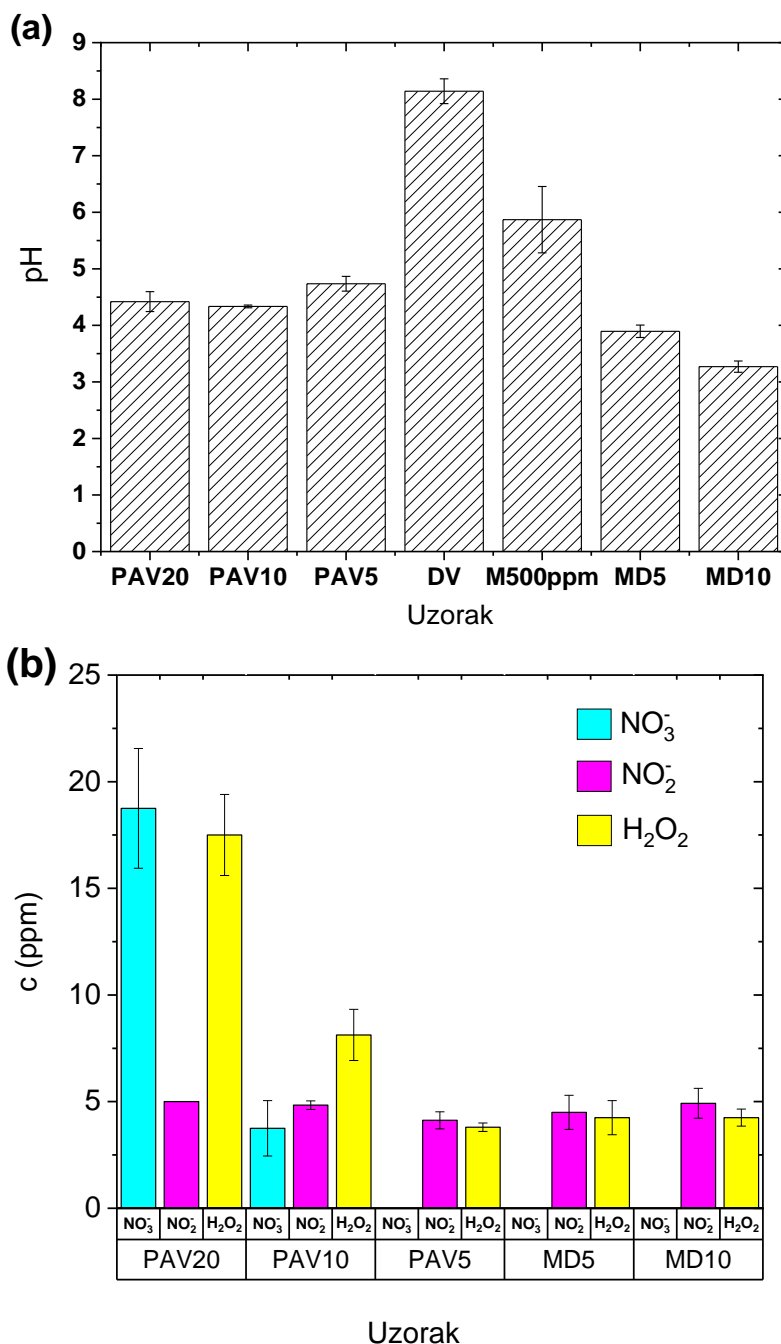 (a)
9
8
7
6
5
4
3
2
1
0
pH
PAV20 PAV10 PAV5 DV M500ppm MD5 MD10
Uzorak
(b)
25
20
15
10
5
0
c (ppm)
NO₃⁻
NO₂⁻
H₂O₂
NO₃⁻ NO₂⁻ H₂O₂ NO₃⁻ NO₂⁻ H₂O₂ NO₃⁻ NO₂⁻ H₂O₂ NO₃⁻ NO₂⁻ H₂O₂ NO₃⁻ NO₂⁻ H₂O₂
PAV20 PAV10 PAV5 MD5 MD10
Uzorak